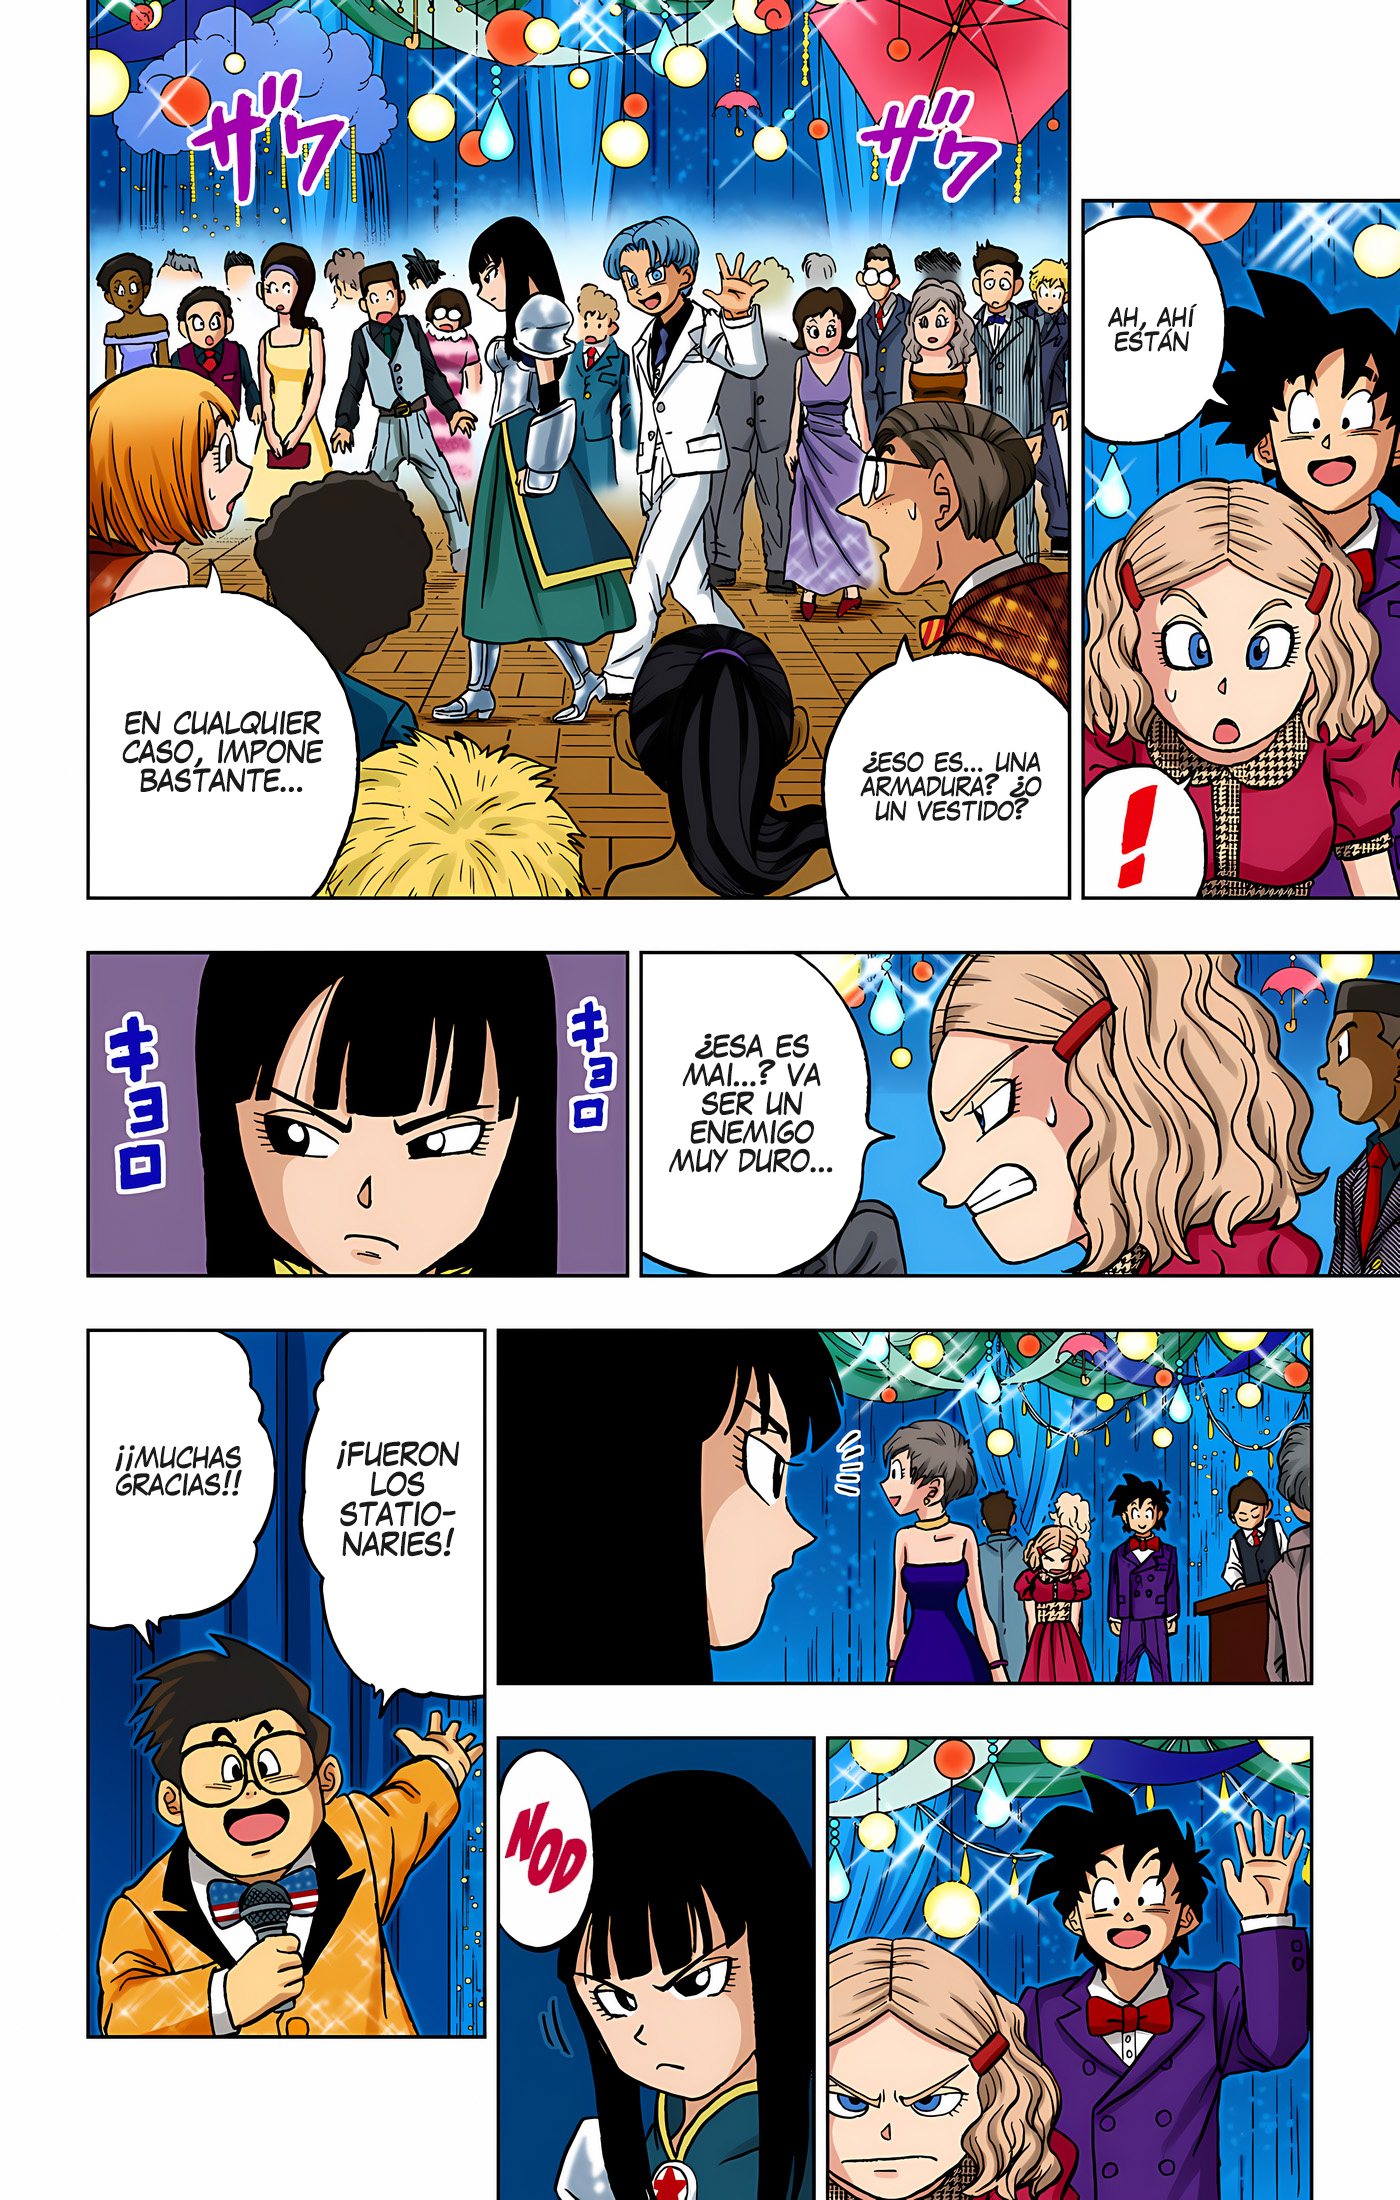 AH, AHÍ
ESTÁN
!
ザワ
ザワ
¿ESO ES... UNA
ARMADURA? ¿O
UN VESTIDO?
EN CUALQUIER
CASO, IMPONE
BASTANTE...
¿ESA ES
MAI...? VA
SER UN
ENEMIGO
MUY DURO...
キョロ
キョロ
¡FUERON
LOS
STATIO-
NARIES!
¡¡MUCHAS
GRACIAS!!
NOD